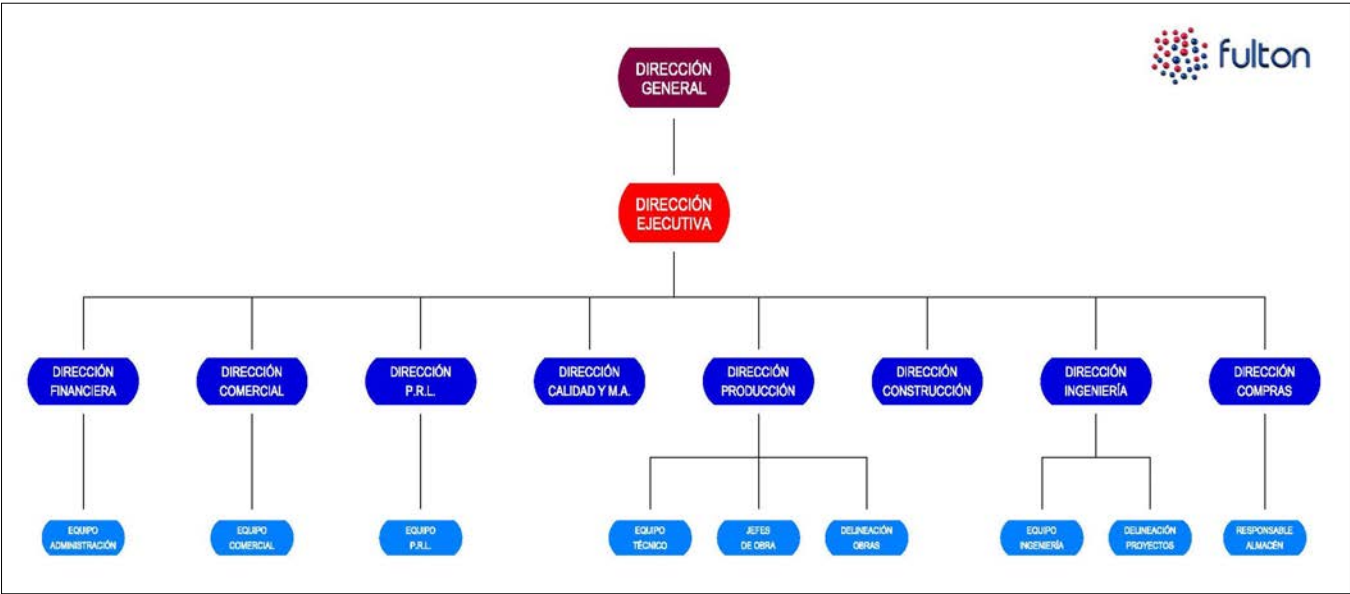 fulton
DIRECCIÓN
GENERAL
DIRECCIÓN
EJECUTIVA
DIRECCIÓN
FINANCIERA
DIRECCIÓN
COMERCIAL
DIRECCIÓN
P.R.L.
DIRECCIÓN
CALIDAD Y M.A.
DIRECCIÓN
PRODUCCIÓN
DIRECCIÓN
CONSTRUCCIÓN
DIRECCIÓN
INGENIERÍA
DIRECCIÓN
COMPRAS
EQUIPO
ADMINISTRACIÓN
EQUIPO
COMERCIAL
EQUIPO
P.R.L.
EQUIPO
TÉCNICO
JEFES
DE OBRA
DELINEACIÓN
OBRAS
EQUIPO
INGENIERÍA
DELINEACIÓN
PROYECTOS
RESPONSABLE
ALMACÉN